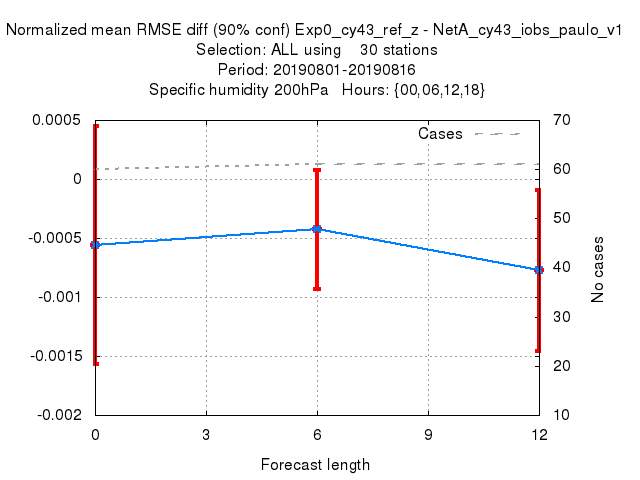 Normalized mean RMSE diff (90% conf) Exp0_cy43_ref_z - NetA_cy43_iobs_paulo_v1
Selection: ALL using    30 stations
Period: 20190801-20190816
Specific humidity 200hPa   Hours: {00,06,12,18}
0.0005
0
-0.0005
-0.001
-0.0015
-0.002
Cases
70
60
50
40
30
20
10
No cases
0 3 6 9 12
Forecast length